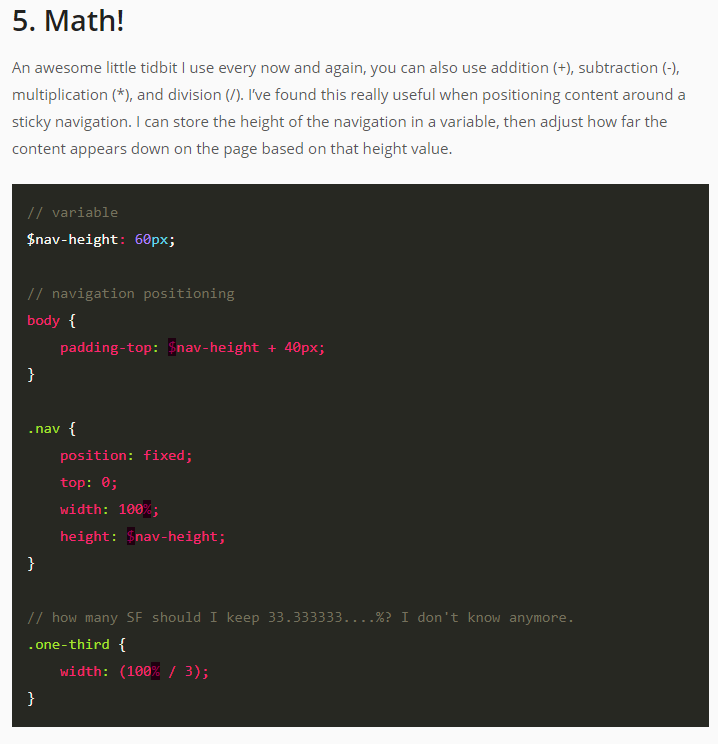 5. Math!
An awesome little tidbit I use every now and again, you can also use addition (+), subtraction (-),
multiplication (*), and division (/). I've found this really useful when positioning content around a
sticky navigation. I can store the height of the navigation in a variable, then adjust how far the
content appears down on the page based on that height value.
// variable
$nav-height: 60px;
// navigation positioning
body {
padding-top: $nav-height + 40px;
}
.nav {
position: fixed;
top: 0;
width: 100%;
height: $nav-height;
}
// how many SF should I keep 33.333333....%? I don't know anymore.
.one-third {
width: (100% / 3);
}